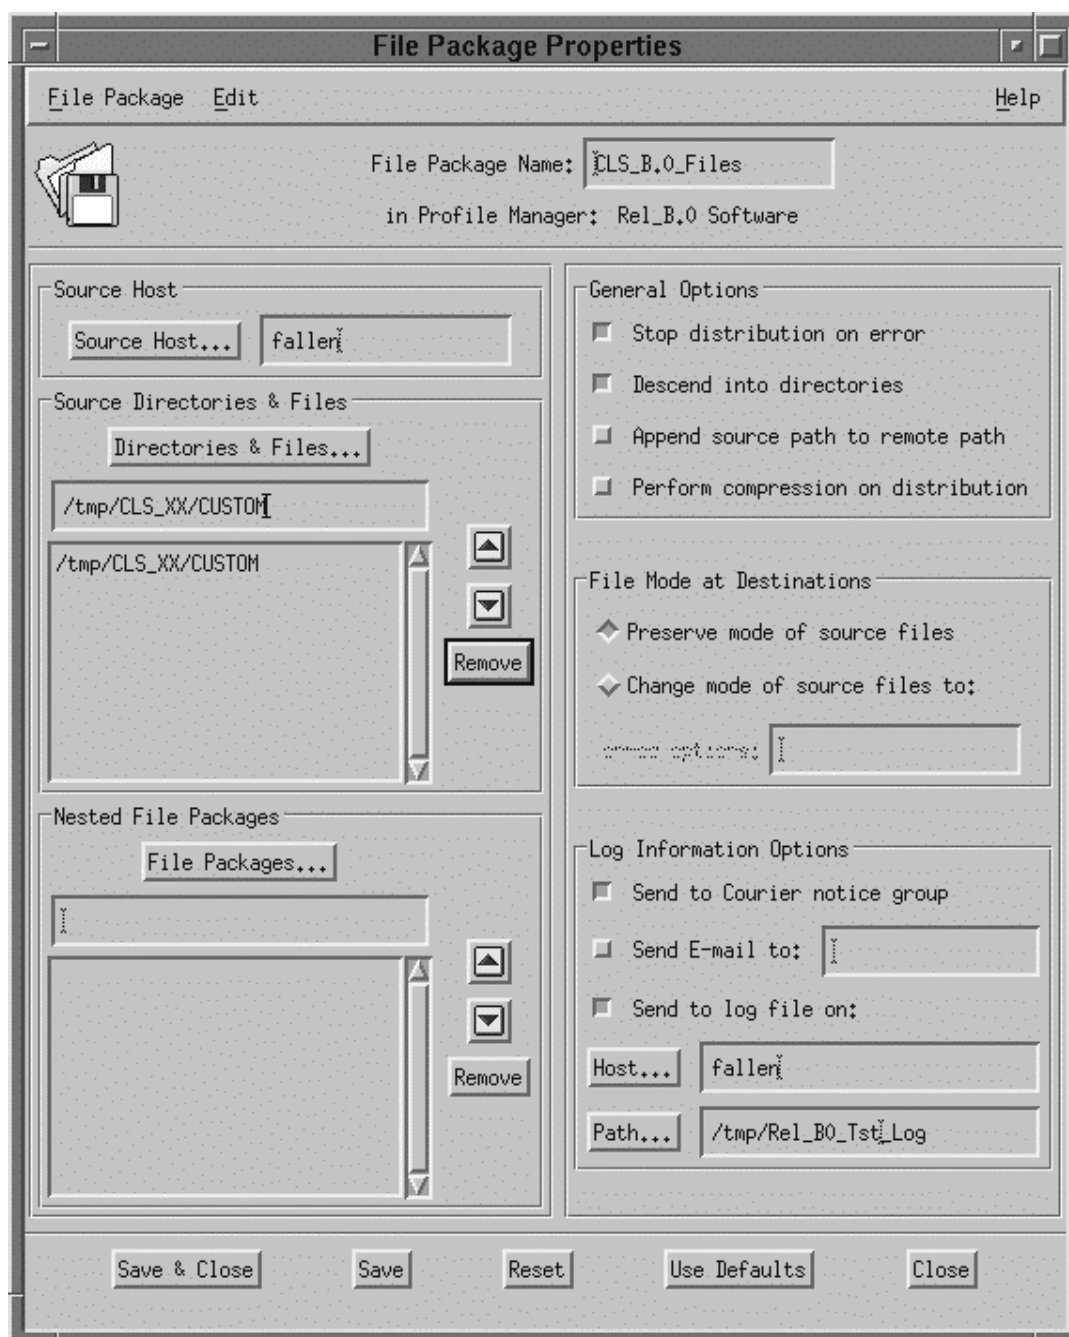 File Package Properties
File Package Edit Help
File Package Name: CLS_B.0_Files
in Profile Manager: Rel_B.0 Software
Source Host
Source Host... fallen
Source Directories & Files
Directories & Files...
/tmp/CLS_XX/CUSTOM
/tmp/CLS_XX/CUSTOM
Remove
Nested File Packages
File Packages...
Remove
General Options
Stop distribution on error
Descend into directories
Append source path to remote path
Perform compression on distribution
File Mode at Destinations
Preserve mode of source files
Change mode of source files to:
options:
Log Information Options
Send to Courier notice group
Send E-mail to:
Send to log file on:
Host... fallen
Path... /tmp/Rel_B0_Tst_Log
Save & Close Save Reset Use Defaults Close